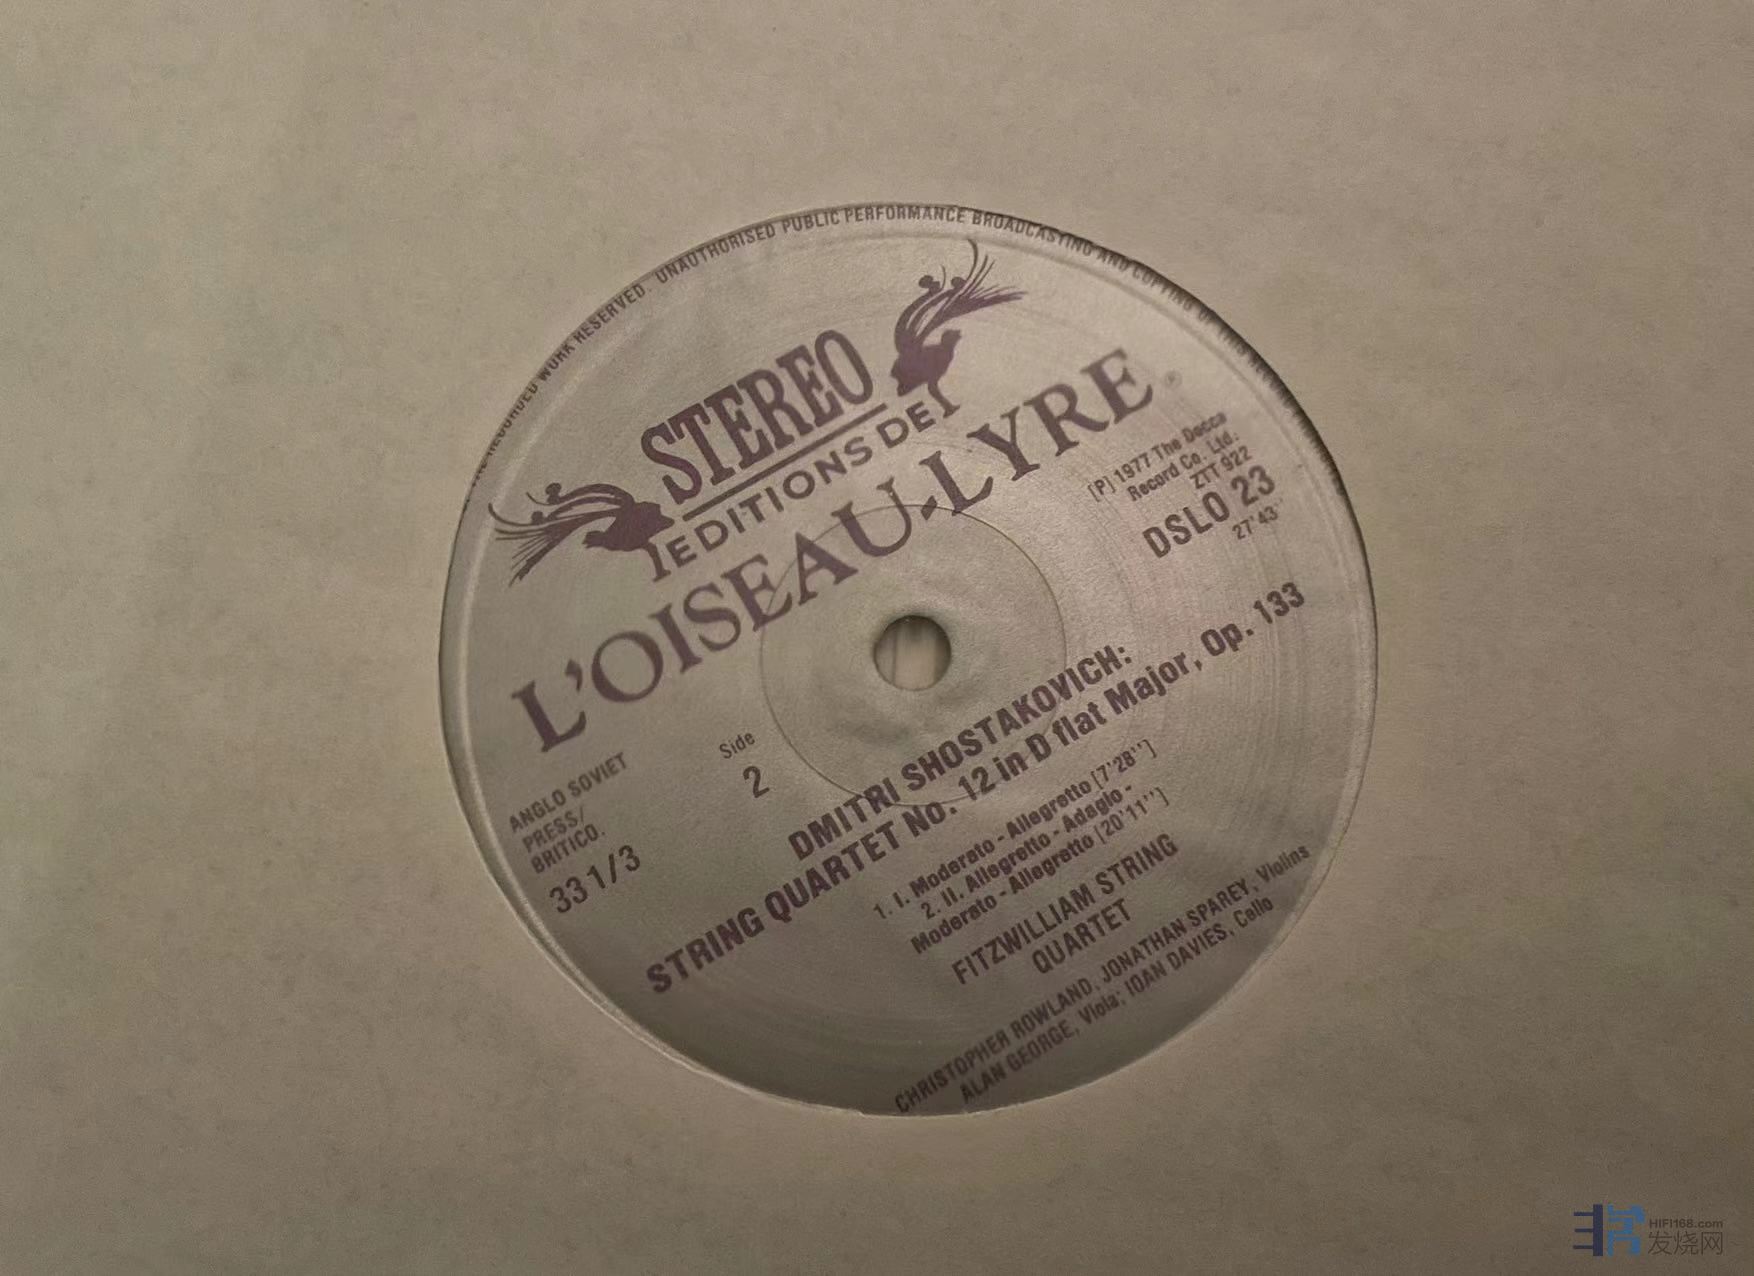 RECORDED WORK RESERVED. UNAUTHORISED PUBLIC PERFORMANCE BROADCASTING AND COPYING OF THIS
STEREO
EDITIONS DE
L'OISEAU-LYRE®
[P] 1977 The Decca
Record Co. Ltd.
ZTT 922
DSLO 23
27'43"
Side
2
ANGLO SOVIET
PRESS/
BRITICO.
33 1/3
DMITRI SHOSTAKOVICH:
STRING QUARTET No. 12 in D flat Major, Op. 133
1. I. Moderato - Allegretto [7'28'']
2. II. Allegretto - Adagio -
Moderato - Allegretto [20'11'']
FITZWILLIAM STRING
QUARTET
CHRISTOPHER ROWLAND, JONATHAN SPAREY, Violins
ALAN GEORGE, Viola; IOAN DAVIES, Cello
HIFI168.com
发烧网